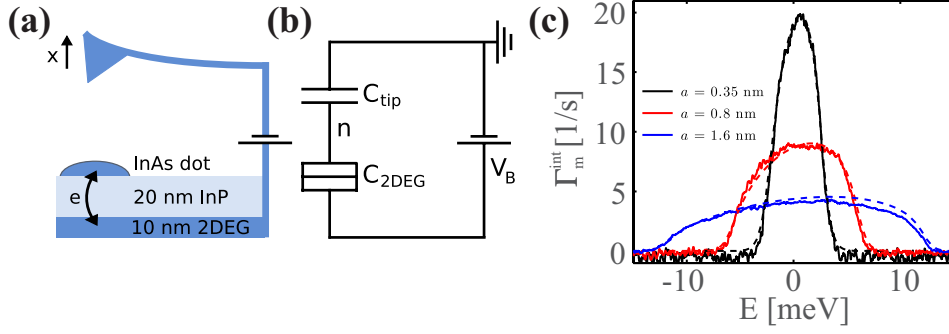 (a)
x
InAs dot
e
20 nm InP
10 nm 2DEG
(b)
C_tip
n
C_2DEG
V_B
(c)
Γ_m^int [1/s]
20
15
10
5
0
a = 0.35 nm
a = 0.8 nm
a = 1.6 nm
-10
0
10
E [meV]